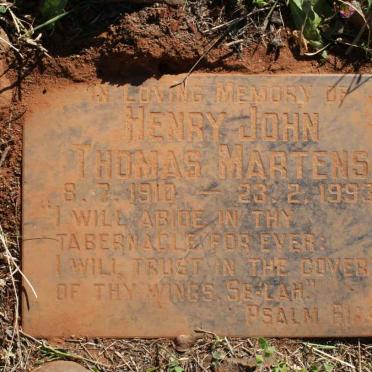 IN LOVING MEMORY OF
HENRY JOHN
THOMAS MARTENS
8.7.1910 — 23.2.1993
"I WILL ABIDE IN THY
TABERNACLE FOR EVER:
I WILL TRUST IN THE COVER
OF THY WINGS. SE-LAH."
PSALM 61: